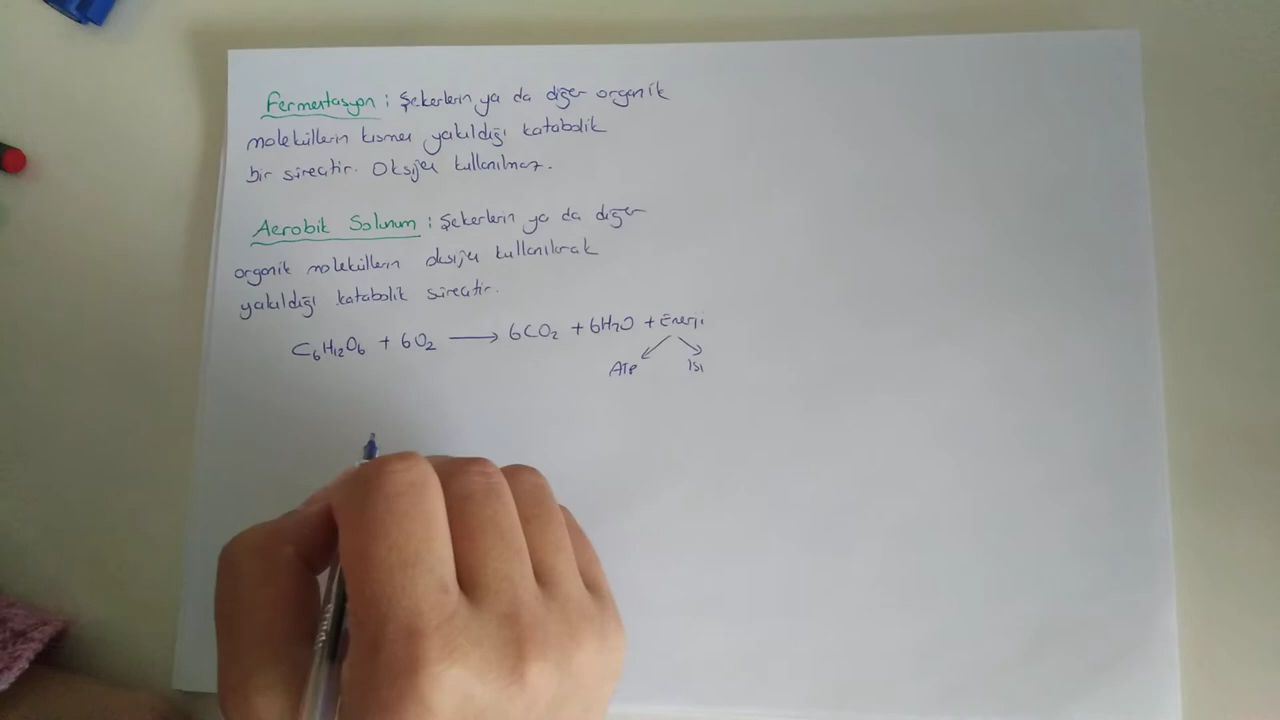 Fermentasyon : Şekerlerin ya da diğer organik
moleküllerin kısmen yakıldığı katabolik
bir süreçtir. Oksijen kullanılmaz.
Aerobik Solunum : Şekerlerin ya da diğer
organik moleküllerin oksijen kullanılarak
yakıldığı katabolik süreçtir.
C₆H₁₂O₆ + 6O₂ → 6CO₂ + 6H₂O + Enerji
ATP Isı